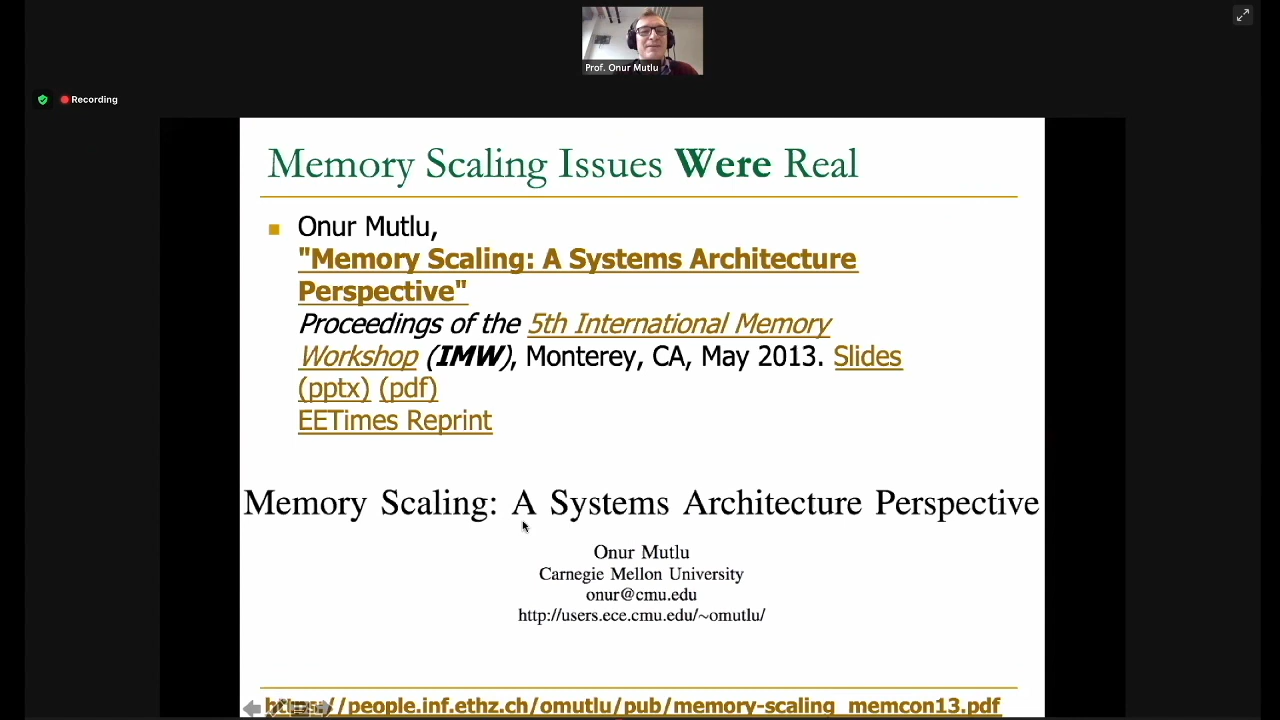 Prof. Onur Mutlu
Recording
Memory Scaling Issues Were Real
Onur Mutlu,
"Memory Scaling: A Systems Architecture
Perspective"
Proceedings of the 5th International Memory
Workshop (IMW), Monterey, CA, May 2013. Slides
(pptx) (pdf)
EETimes Reprint
Memory Scaling: A Systems Architecture Perspective
Onur Mutlu
Carnegie Mellon University
onur@cmu.edu
http://users.ece.cmu.edu/~omutlu/
//people.inf.ethz.ch/omutlu/pub/memory-scaling_memcon13.pdf